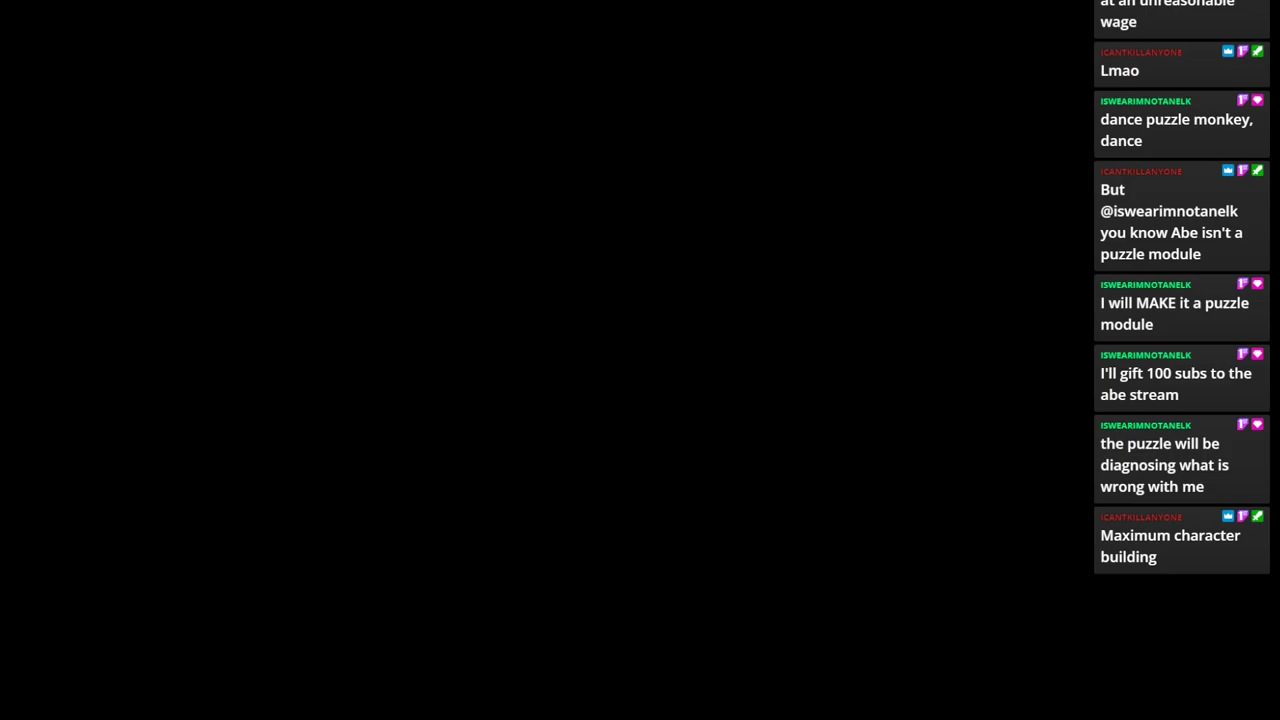 at an unreasonable
wage
ICANTKILLANYONE
Lmao
ISWEARIMNOTANELK
dance puzzle monkey,
dance
ICANTKILLANYONE
But
@iswearimnotanelk
you know Abe isn't a
puzzle module
ISWEARIMNOTANELK
I will MAKE it a puzzle
module
ISWEARIMNOTANELK
I'll gift 100 subs to the
abe stream
ISWEARIMNOTANELK
the puzzle will be
diagnosing what is
wrong with me
ICANTKILLANYONE
Maximum character
building